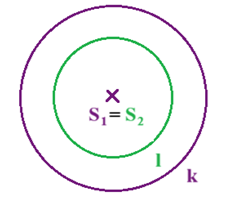 S₁ = S₂
l
k